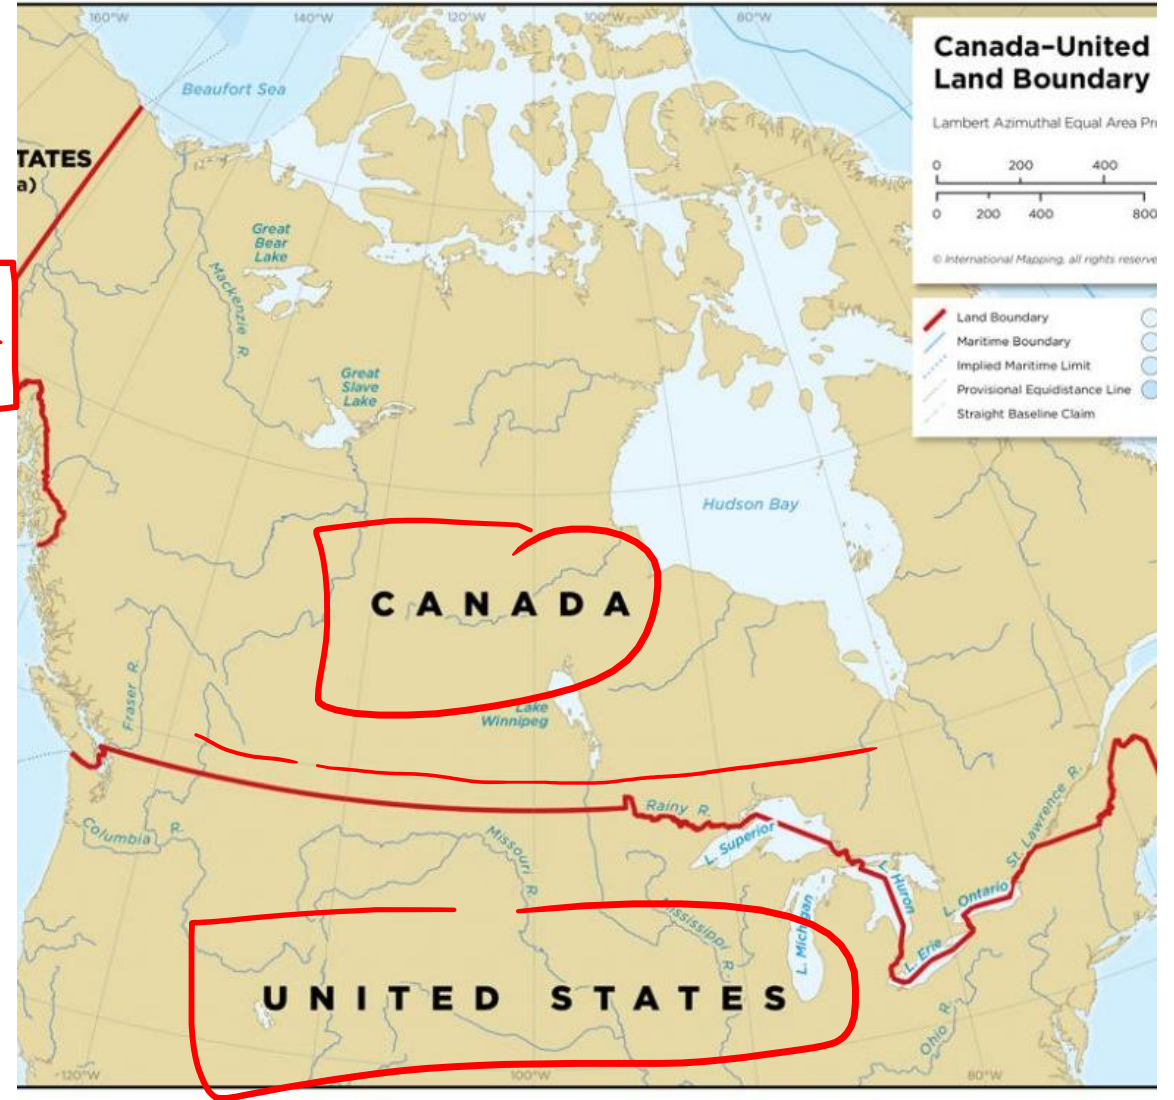 160°W
140°W
120°W
100°W
80°W
Beaufort Sea
Canada–United
Land Boundary
Lambert Azimuthal Equal Area Pr
0 200 400
0 200 400 800
© International Mapping, all rights reserve
TATES
a)
Great
Bear
Lake
Mackenzie R.
Great
Slave
Lake
Land Boundary
Maritime Boundary
Implied Maritime Limit
Provisional Equidistance Line
Straight Baseline Claim
Hudson Bay
CANADA
Fraser R.
Lake
Winnipeg
Columbia R.
Missouri R.
Rainy R.
L. Superior
L. Huron
L. Michigan
L. Ontario
St. Lawrence R.
L. Erie
Mississippi R.
UNITED STATES
Ohio R.
120°W
100°W
80°W